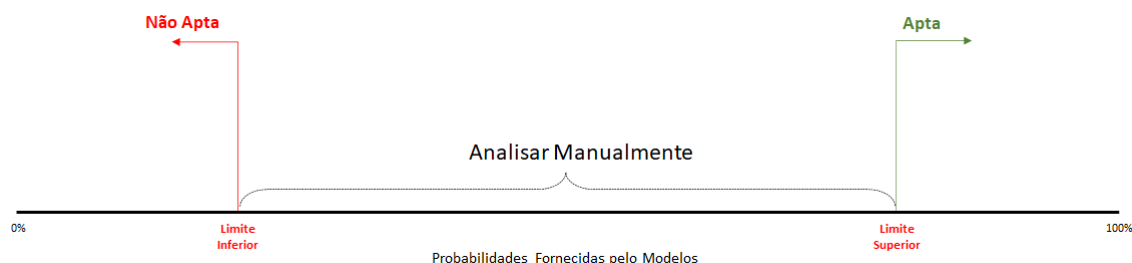 Não Apta
Apta
Analisar Manualmente
0%
Limite
Inferior
Limite
Superior
100%
Probabilidades Fornecidas pelo Modelos